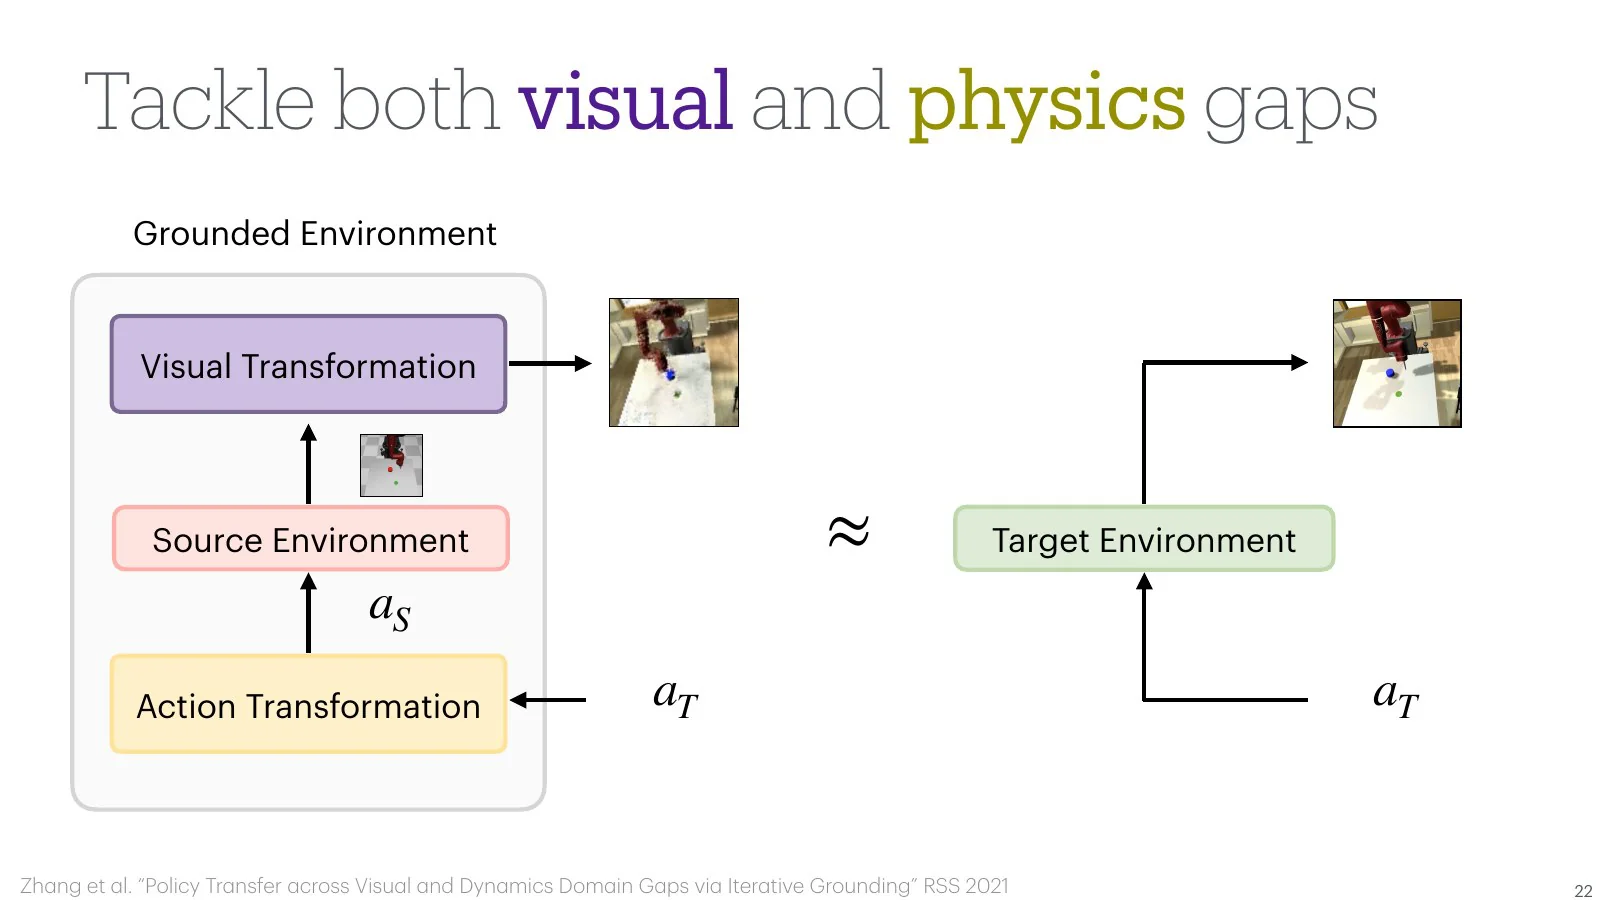 Tackle both visual and physics gaps
Grounded Environment
Visual Transformation
Source Environment
a_S
Action Transformation
a_T
≈
Target Environment
a_T
Zhang et al. “Policy Transfer across Visual and Dynamics Domain Gaps via Iterative Grounding” RSS 2021
22